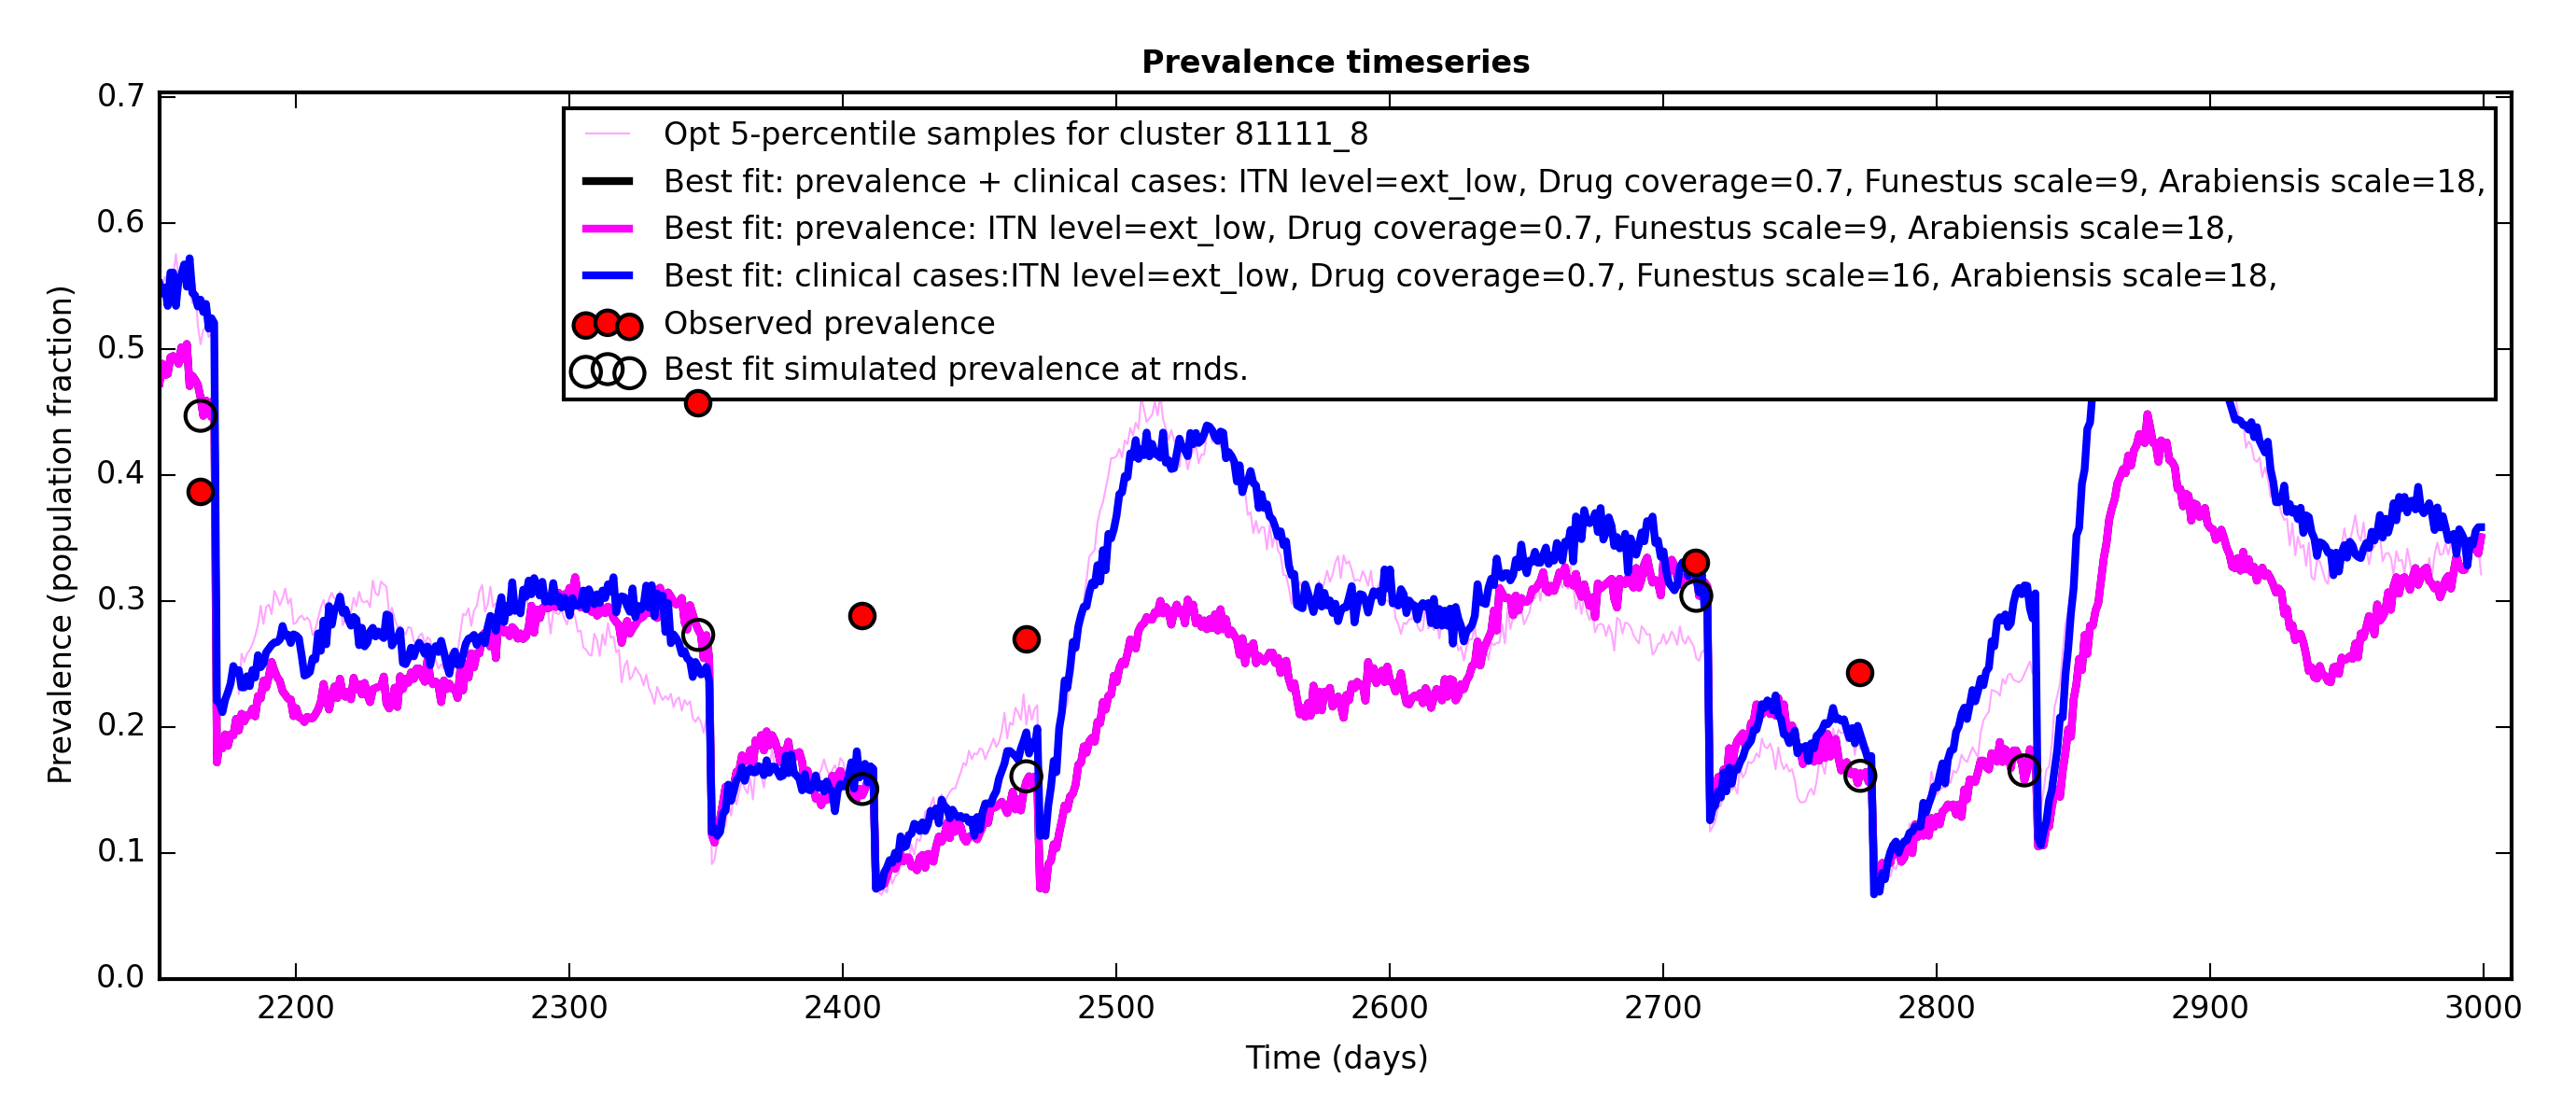 Prevalence timeseries
0.7
0.6
0.5
0.4
0.3
0.2
0.1
0.0
Prevalence (population fraction)
Opt 5-percentile samples for cluster 81111_8
Best fit: prevalence + clinical cases: ITN level=ext_low, Drug coverage=0.7, Funestus scale=9, Arabiensis scale=18,
Best fit: prevalence: ITN level=ext_low, Drug coverage=0.7, Funestus scale=9, Arabiensis scale=18,
Best fit: clinical cases:ITN level=ext_low, Drug coverage=0.7, Funestus scale=16, Arabiensis scale=18,
Observed prevalence
Best fit simulated prevalence at rnds.
2200 2300 2400 2500 2600 2700 2800 2900 3000
Time (days)